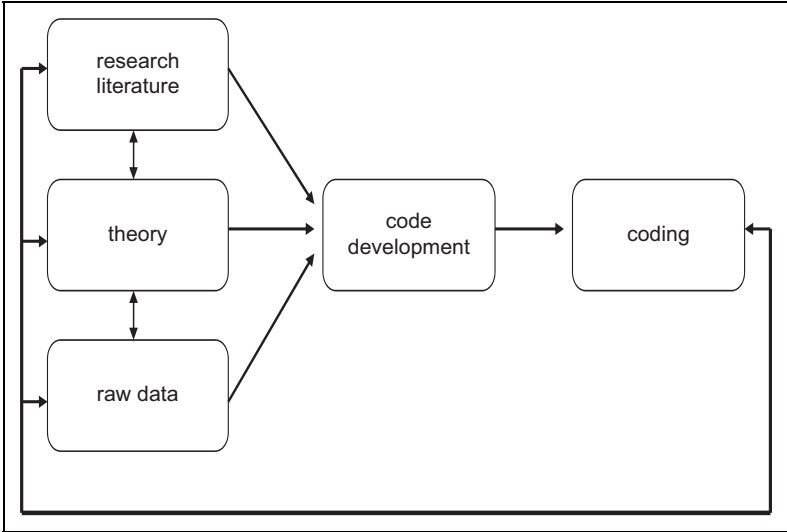 research
literature
theory
code
development
coding
raw data